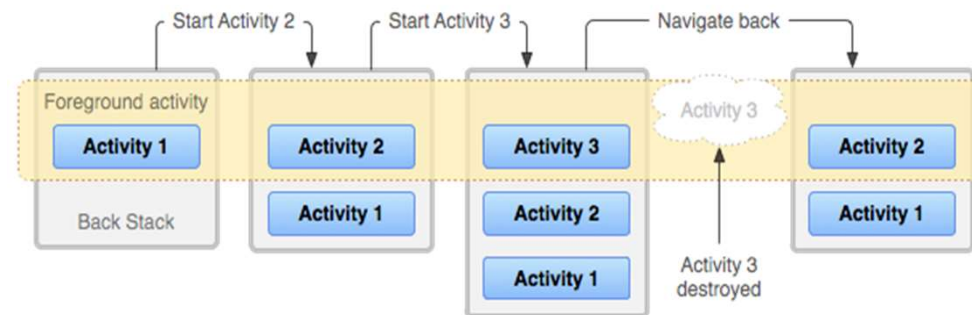 Start Activity 2
Start Activity 3
Navigate back
Foreground activity
Activity 1
Activity 2
Activity 3
Activity 3
Activity 2
Back Stack
Activity 1
Activity 2
Activity 1
Activity 1
Activity 3
destroyed